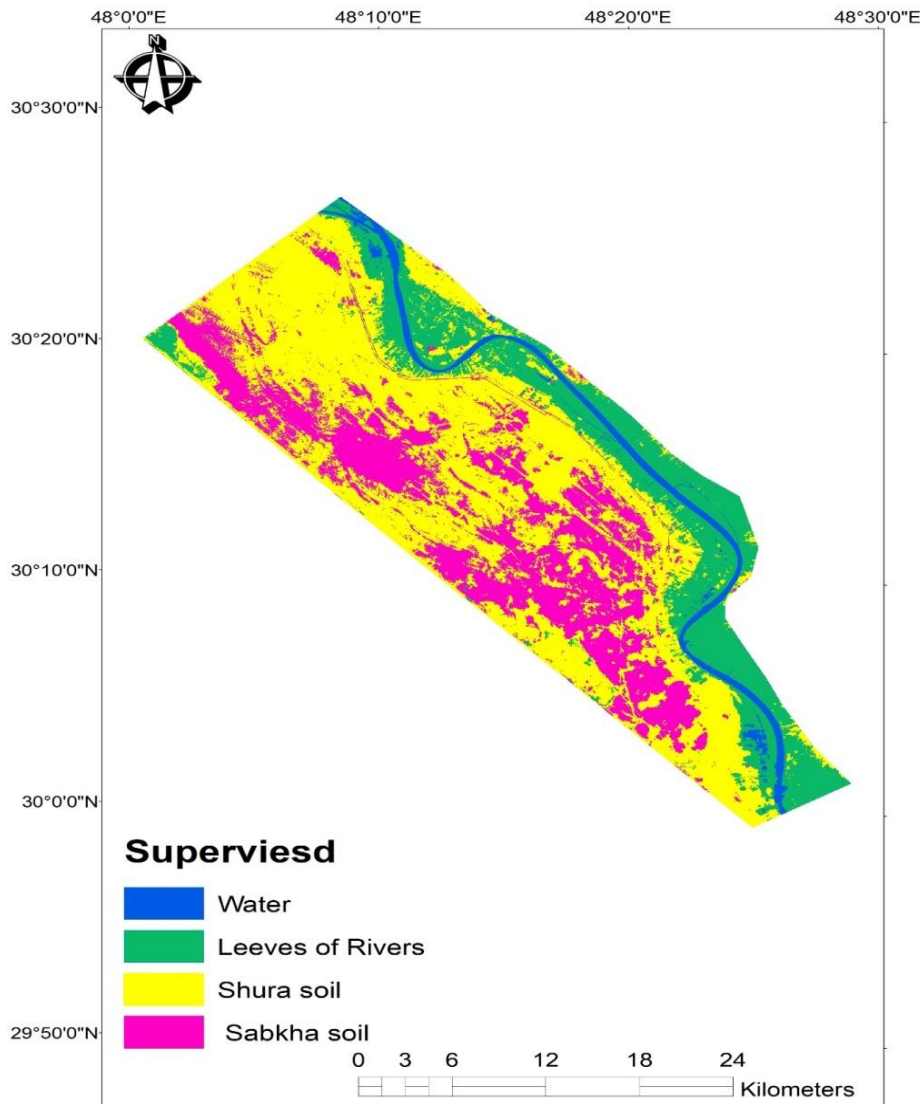 48°0'0"E 48°10'0"E 48°20'0"E 48°30'0"E
N
30°30'0"N
30°20'0"N
30°10'0"N
30°0'0"N
Superviesd
Water
Leeves of Rivers
Shura soil
Sabkha soil
29°50'0"N
0 3 6 12 18 24
Kilometers